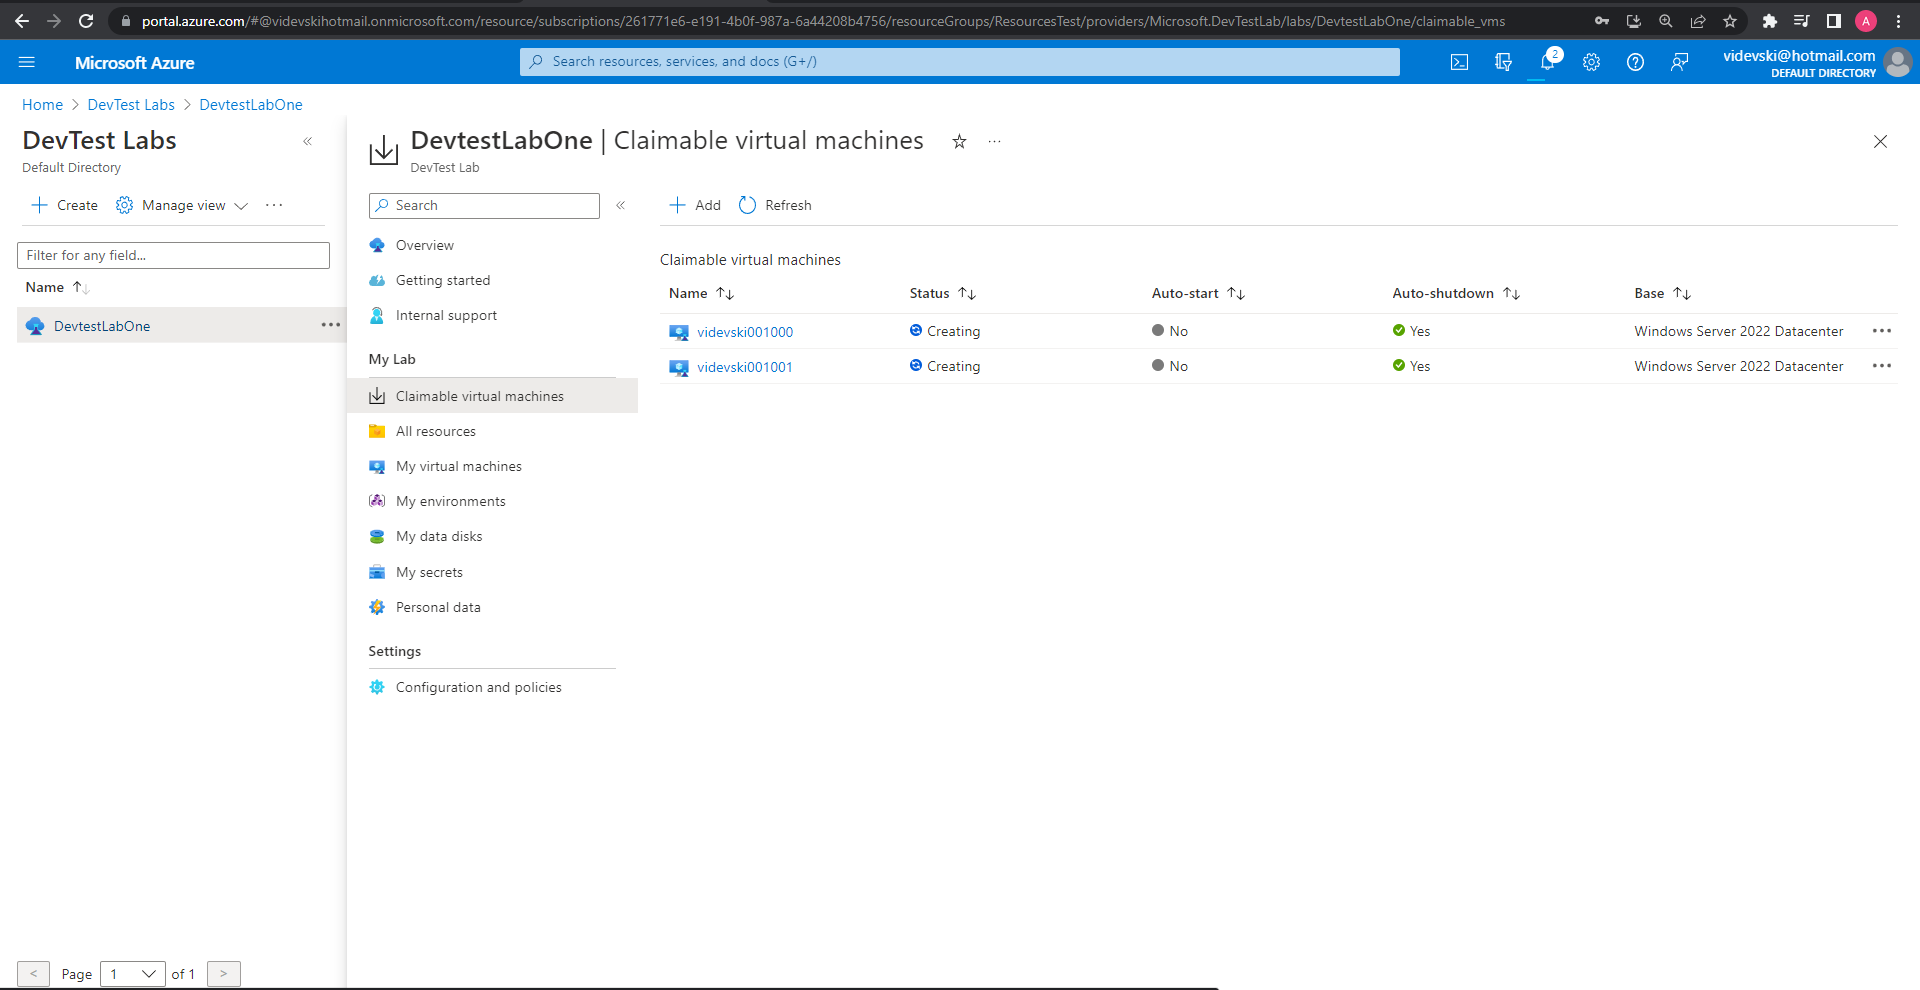 portal.azure.com/#@videvskihotmail.onmicrosoft.com/resource/subscriptions/261771e6-e191-4b0f-987a-6a44208b4756/resourceGroups/ResourcesTest/providers/Microsoft.DevTestLab/labs/DevtestLabOne/claimable_vms
A
Microsoft Azure
Search resources, services, and docs (G+/)
2
videvski@hotmail.com
DEFAULT DIRECTORY
Home > DevTest Labs > DevtestLabOne
DevTest Labs
Default Directory
Create Manage view
Filter for any field...
Name
DevtestLabOne
DevtestLabOne | Claimable virtual machines
DevTest Lab
Search
Overview
Getting started
Internal support
My Lab
Claimable virtual machines
All resources
My virtual machines
My environments
My data disks
My secrets
Personal data
Settings
Configuration and policies
Add Refresh
Claimable virtual machines
Name Status Auto-start Auto-shutdown Base
videvski001000 Creating No Yes Windows Server 2022 Datacenter
videvski001001 Creating No Yes Windows Server 2022 Datacenter
< Page 1 of 1 >